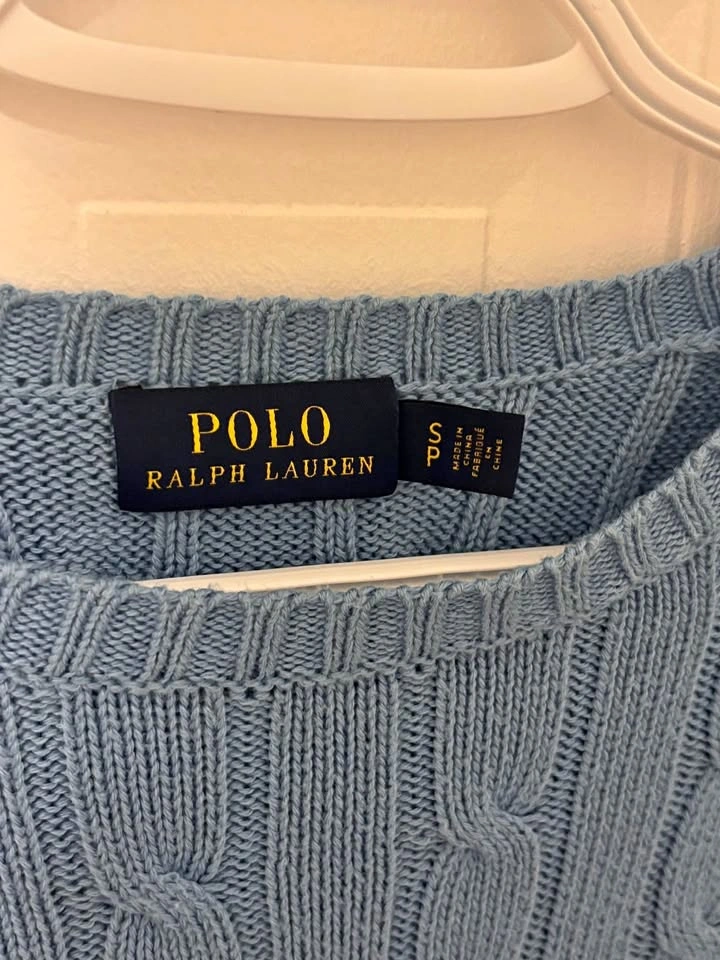 POLO
RALPH LAUREN
S
P
MADE IN
CHINA
FABRIQUÉ
EN
CHINE